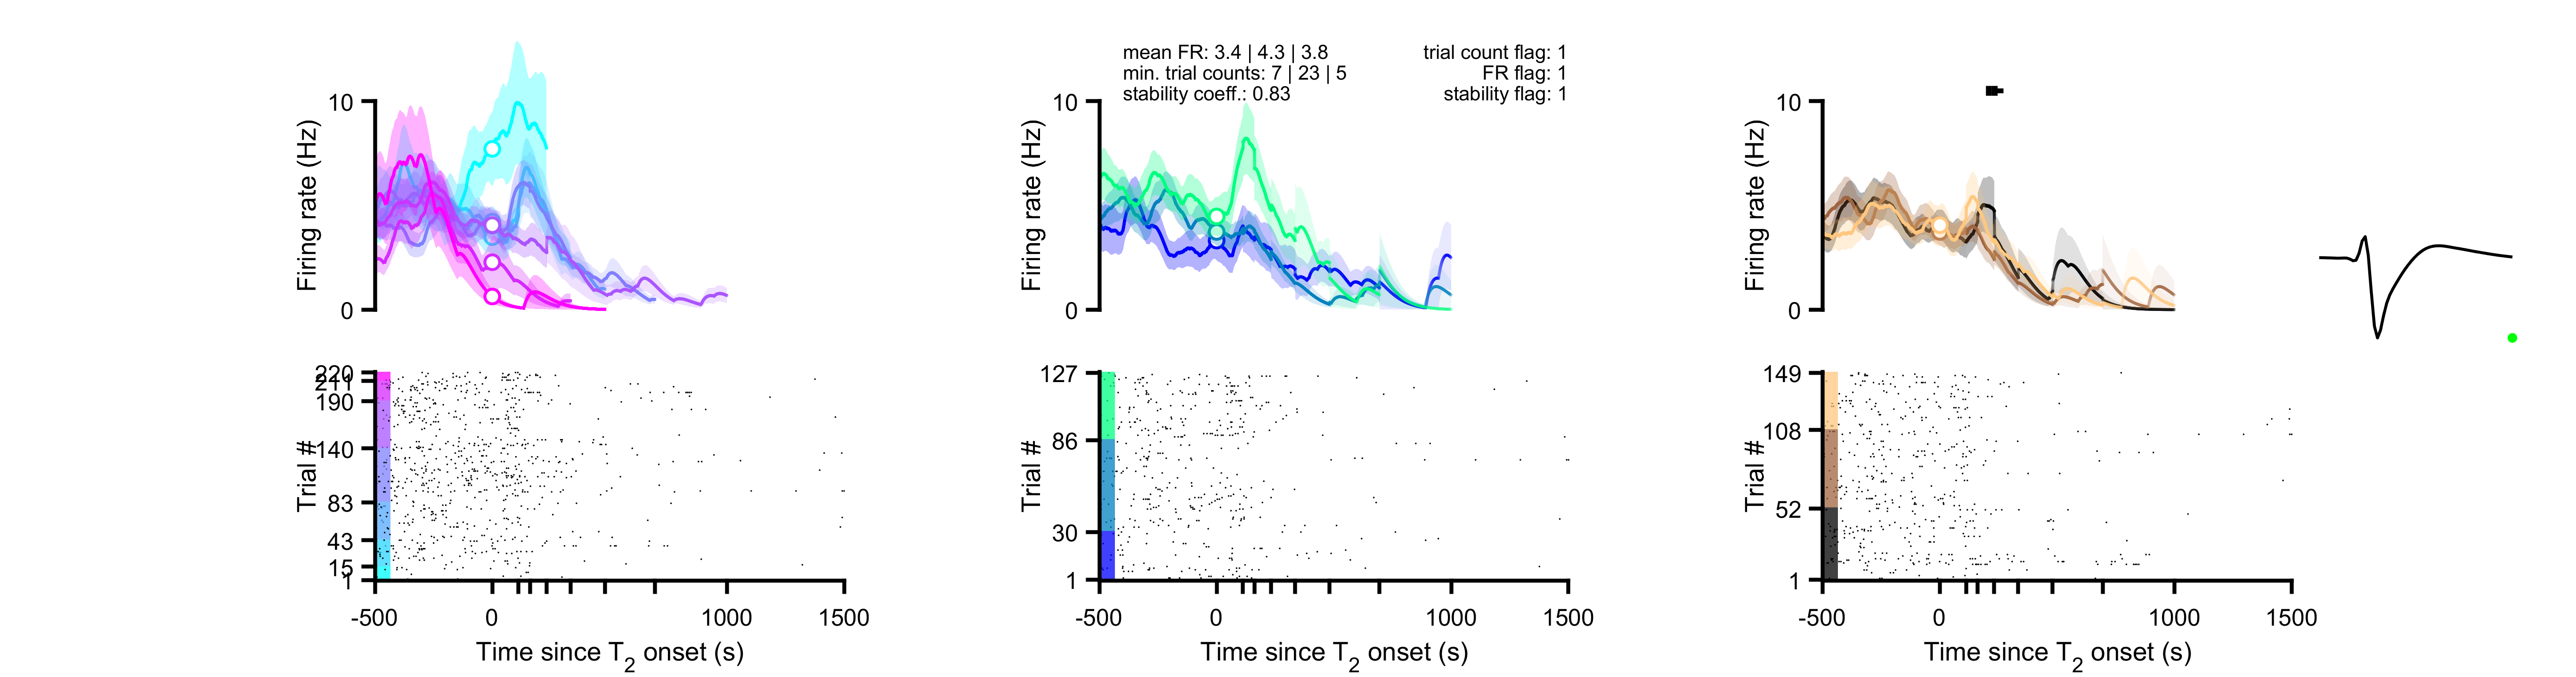 mean FR: 3.4 | 4.3 | 3.8
min. trial counts: 7 | 23 | 5
stability coeff.: 0.83
trial count flag: 1
FR flag: 1
stability flag: 1
10
Firing rate (Hz)
0
10
Firing rate (Hz)
0
10
Firing rate (Hz)
0
320
190
140
83
43
15
1
Trial #
-500
0
1000
1500
Time since T2 onset (s)
127
86
30
1
Trial #
-500
0
1000
1500
Time since T2 onset (s)
149
108
52
1
Trial #
-500
0
1000
1500
Time since T2 onset (s)